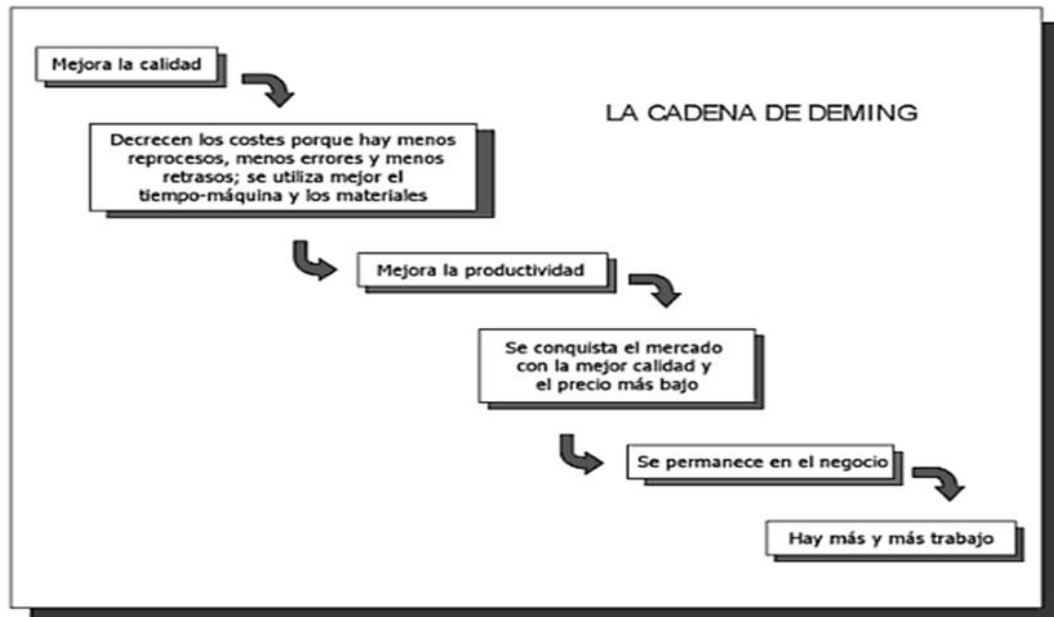 Mejora la calidad
LA CADENA DE DEMING
Decrecen los costes porque hay menos
reprocesos, menos errores y menos
retrasos; se utiliza mejor el
tiempo-máquina y los materiales
Mejora la productividad
Se conquista el mercado
con la mejor calidad y
el precio más bajo
Se permanece en el negocio
Hay más y más trabajo